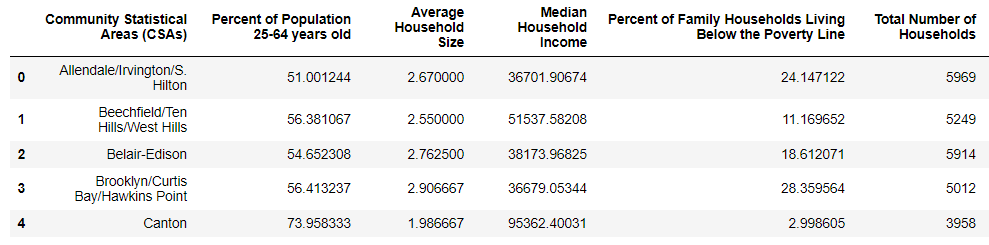 Community Statistical Areas (CSAs) Percent of Population 25-64 years old Average Household Size Median Household Income Percent of Family Households Living Below the Poverty Line Total Number of Households
0 Allendale/Irvington/S. Hilton 51.001244 2.670000 36701.90674 24.147122 5969
1 Beechfield/Ten Hills/West Hills 56.381067 2.550000 51537.58208 11.169652 5249
2 Belair-Edison 54.652308 2.762500 38173.96825 18.612071 5914
3 Brooklyn/Curtis Bay/Hawkins Point 56.413237 2.906667 36679.05344 28.359564 5012
4 Canton 73.958333 1.986667 95362.40031 2.998605 3958